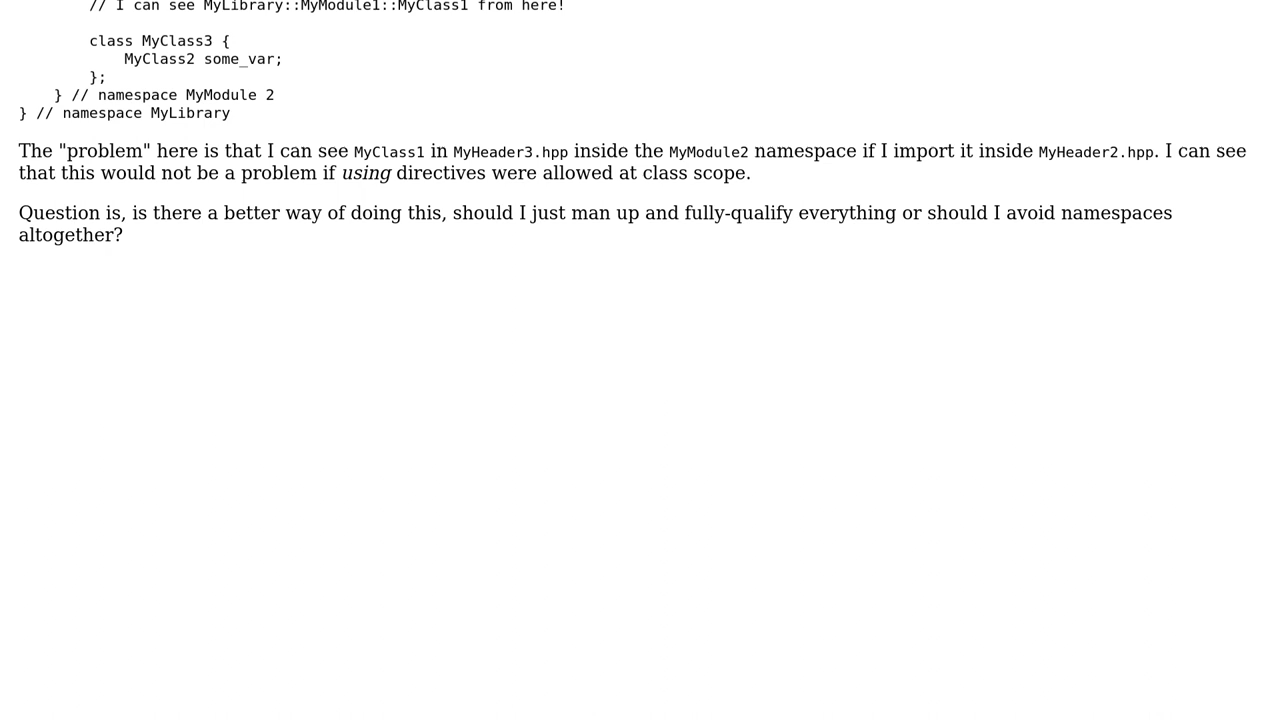 // I can see MyLibrary::MyModule1::MyClass1 from here!
class MyClass3 {
MyClass2 some_var;
};
} // namespace MyModule 2
} // namespace MyLibrary
The "problem" here is that I can see MyClass1 in MyHeader3.hpp inside the MyModule2 namespace if I import it inside MyHeader2.hpp. I can see
that this would not be a problem if using directives were allowed at class scope.
Question is, is there a better way of doing this, should I just man up and fully-qualify everything or should I avoid namespaces
altogether?